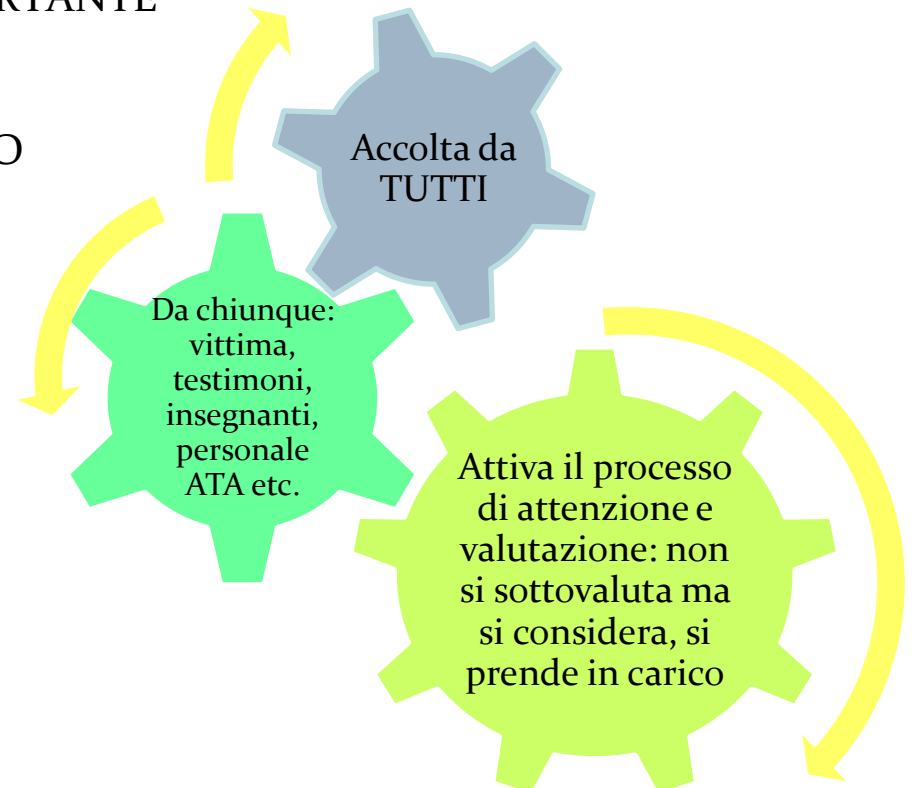 RTANTE
O
Accolta da
TUTTI
Da chiunque:
vittima,
testimoni,
insegnanti,
personale
ATA etc.
Attiva il processo
di attenzione e
valutazione: non
si sottovaluta ma
si considera, si
prende in carico